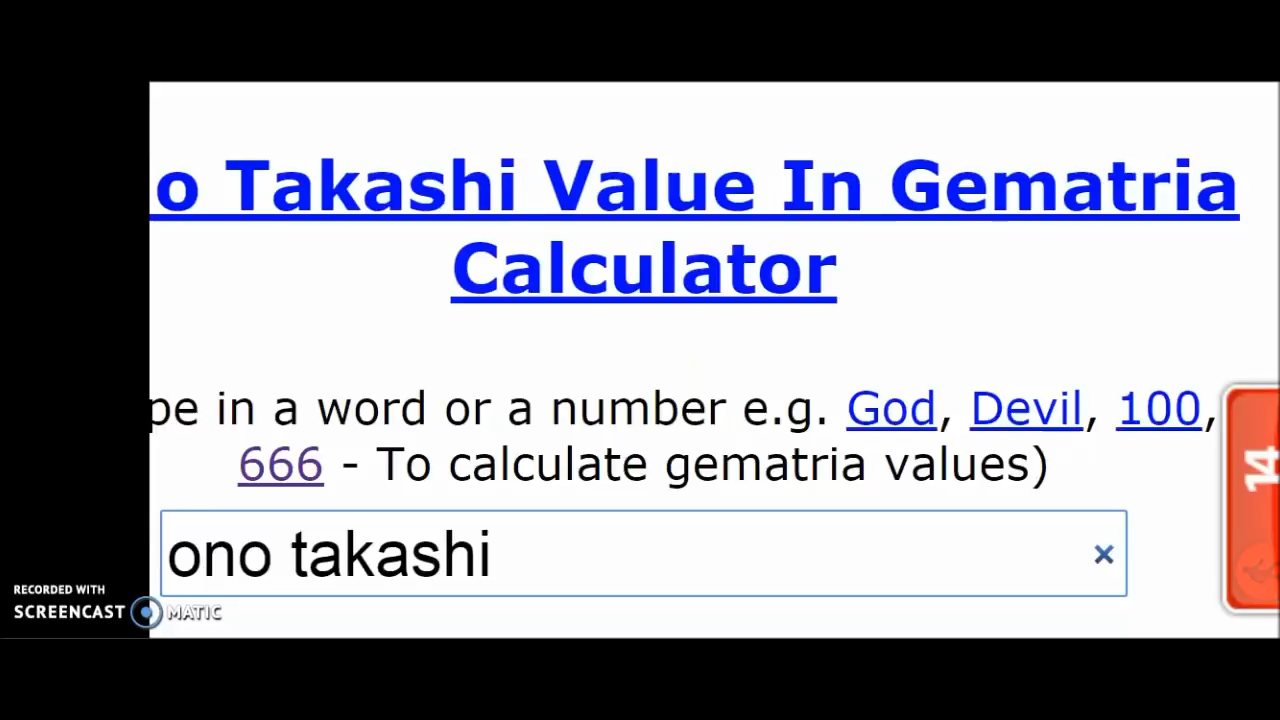 o Takashi Value In Gematria
Calculator
pe in a word or a number e.g. God, Devil, 100,
666 - To calculate gematria values)
14
ono takashi
×
RECORDED WITH
SCREENCAST MATIC